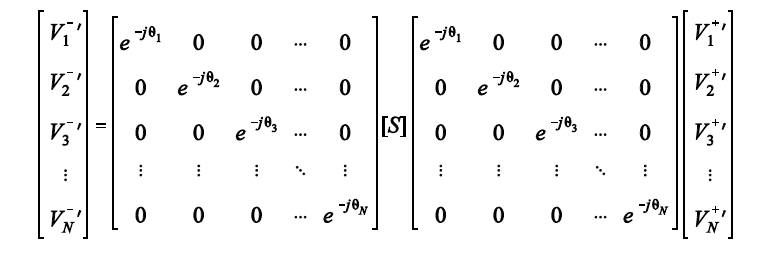 [V₁⁻′] = [e^{-jθ₁} 0 0 ⋯ 0] [S] [e^{-jθ₁} 0 0 ⋯ 0] [V₁⁺′]
[V₂⁻′] [0 e^{-jθ₂} 0 ⋯ 0] [0 e^{-jθ₂} 0 ⋯ 0] [V₂⁺′]
[V₃⁻′] [0 0 e^{-jθ₃} ⋯ 0] [0 0 e^{-jθ₃} ⋯ 0] [V₃⁺′]
[⋮] [⋮ ⋮ ⋮ ⋱ ⋮] [⋮ ⋮ ⋮ ⋱ ⋮] [⋮]
[V_N⁻′] [0 0 0 ⋯ e^{-jθ_N}] [0 0 0 ⋯ e^{-jθ_N}] [V_N⁺′]